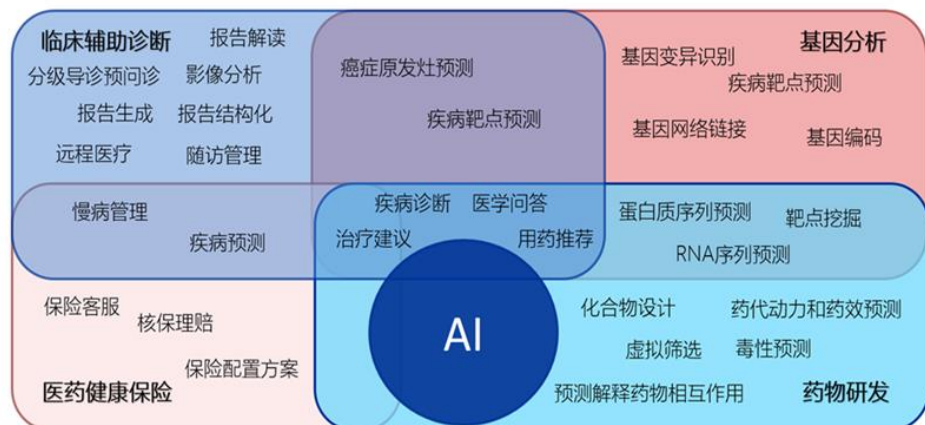 临床辅助诊断
报告解读
分级导诊预问诊
影像分析
报告生成
报告结构化
远程医疗
随访管理
癌症原发灶预测
疾病靶点预测
基因分析
基因变异识别
疾病靶点预测
基因网络链接
基因编码
慢病管理
疾病预测
疾病诊断
医学问答
治疗建议
用药推荐
蛋白质序列预测
靶点挖掘
RNA序列预测
保险客服
核保理赔
保险配置方案
医药健康保险
AI
化合物设计
药代动力和药效预测
虚拟筛选
毒性预测
预测解释药物相互作用
药物研发